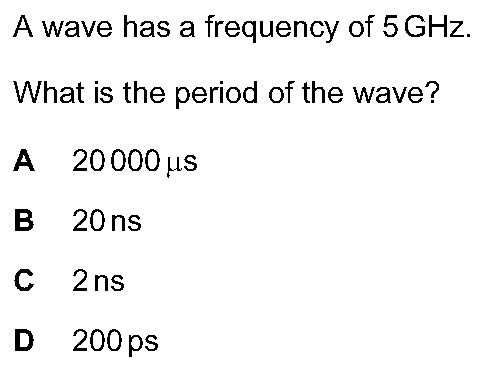 A wave has a frequency of 5 GHz.
What is the period of the wave?
A 20 000 μs
B 20 ns
C 2 ns
D 200 ps